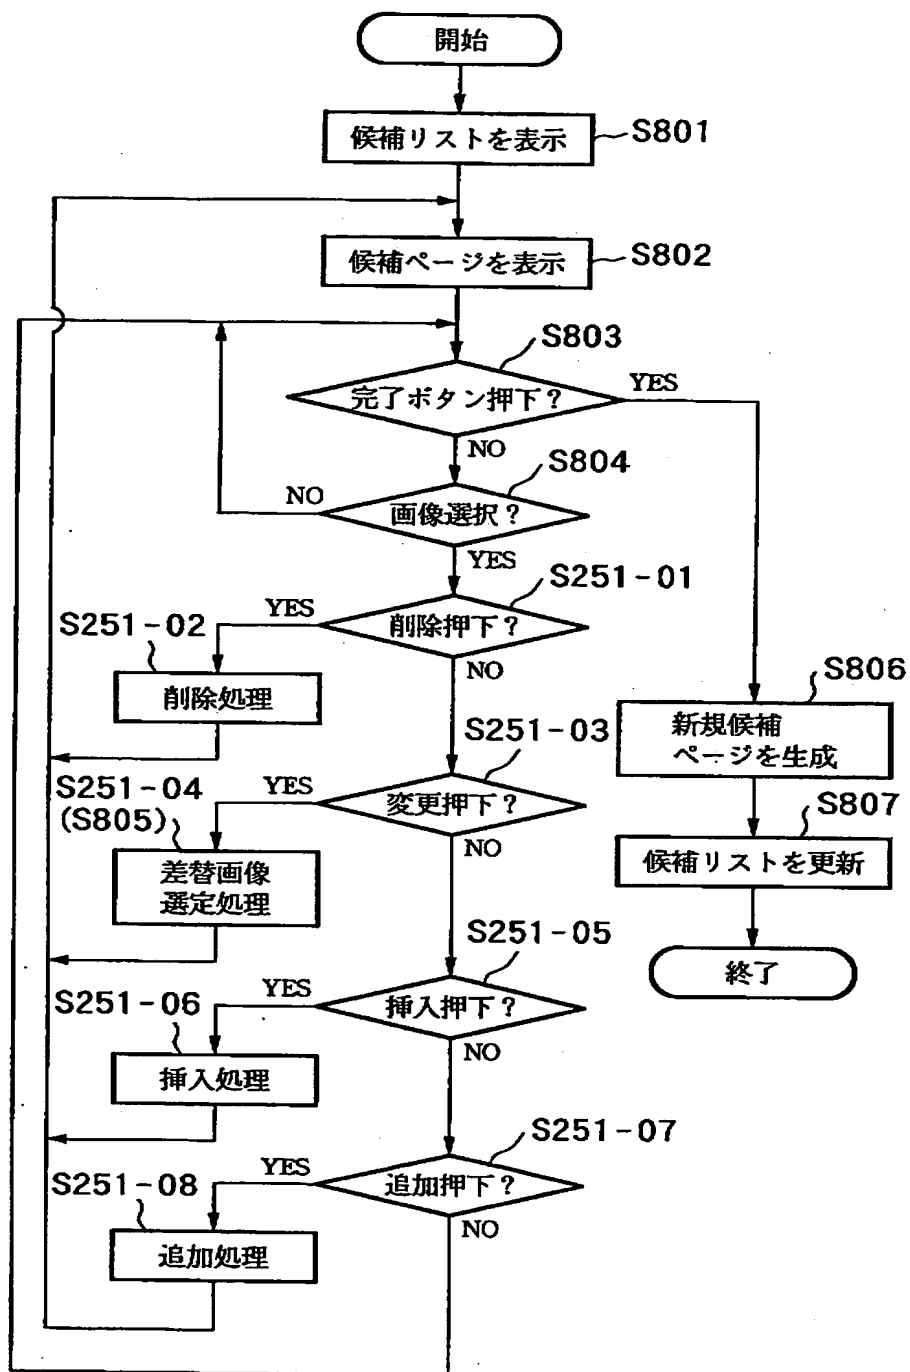 開始
候補リストを表示
S801
候補ページを表示
S802
S803
完了ボタン押下？
YES
NO
S804
画像選択？
NO
YES
S251-01
削除押下？
YES
NO
S251-02
削除処理
S251-03
変更押下？
YES
NO
S251-04
(S805)
差替画像
選定処理
S251-05
挿入押下？
YES
NO
S251-06
挿入処理
S251-07
追加押下？
YES
NO
S251-08
追加処理
S806
新規候補
ページを生成
S807
候補リストを更新
終了